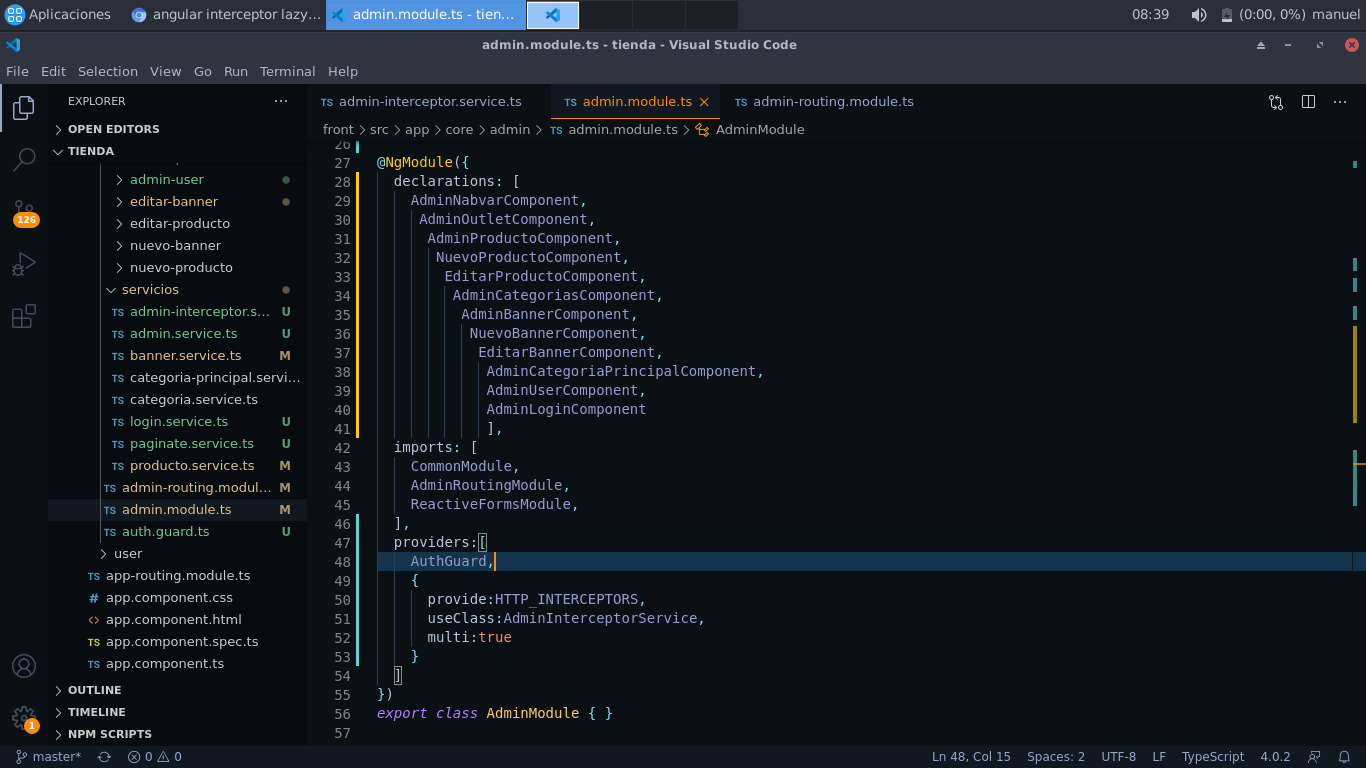 Aplicaciones
angular interceptor lazy...
admin.module.ts - tien...
08:39
(0:00, 0%)
manuel
admin.module.ts - tienda - Visual Studio Code
File Edit Selection View Go Run Terminal Help
EXPLORER
OPEN EDITORS
TIENDA
admin-user
editar-banner
editar-producto
nuevo-banner
nuevo-producto
servicios
TS admin-interceptor.s... U
TS admin.service.ts U
TS banner.service.ts M
TS categoria-principal.servi...
TS categoria.service.ts
TS login.service.ts U
TS paginate.service.ts U
TS producto.service.ts M
TS admin-routing.modul... M
TS admin.module.ts M
TS auth.guard.ts U
user
TS app-routing.module.ts
# app.component.css
<> app.component.html
TS app.component.spec.ts
TS app.component.ts
OUTLINE
TIMELINE
NPM SCRIPTS
126
1
TS admin-interceptor.service.ts
TS admin.module.ts
TS admin-routing.module.ts
front > src > app > core > admin > TS admin.module.ts > AdminModule
26
27 @NgModule({
28 declarations: [
29 AdminNabvarComponent,
30 AdminOutletComponent,
31 AdminProductoComponent,
32 NuevoProductoComponent,
33 EditarProductoComponent,
34 AdminCategoriasComponent,
35 AdminBannerComponent,
36 NuevoBannerComponent,
37 EditarBannerComponent,
38 AdminCategoriaPrincipalComponent,
39 AdminUserComponent,
40 AdminLoginComponent
41 ],
42 imports: [
43 CommonModule,
44 AdminRoutingModule,
45 ReactiveFormsModule,
46 ],
47 providers:[
48 AuthGuard,
49 {
50 provide:HTTP_INTERCEPTORS,
51 useClass:AdminInterceptorService,
52 multi:true
53 }
54 ]
55 })
56 export class AdminModule { }
57
master*
0 0
Ln 48, Col 15
Spaces: 2
UTF-8
LF
TypeScript
4.0.2